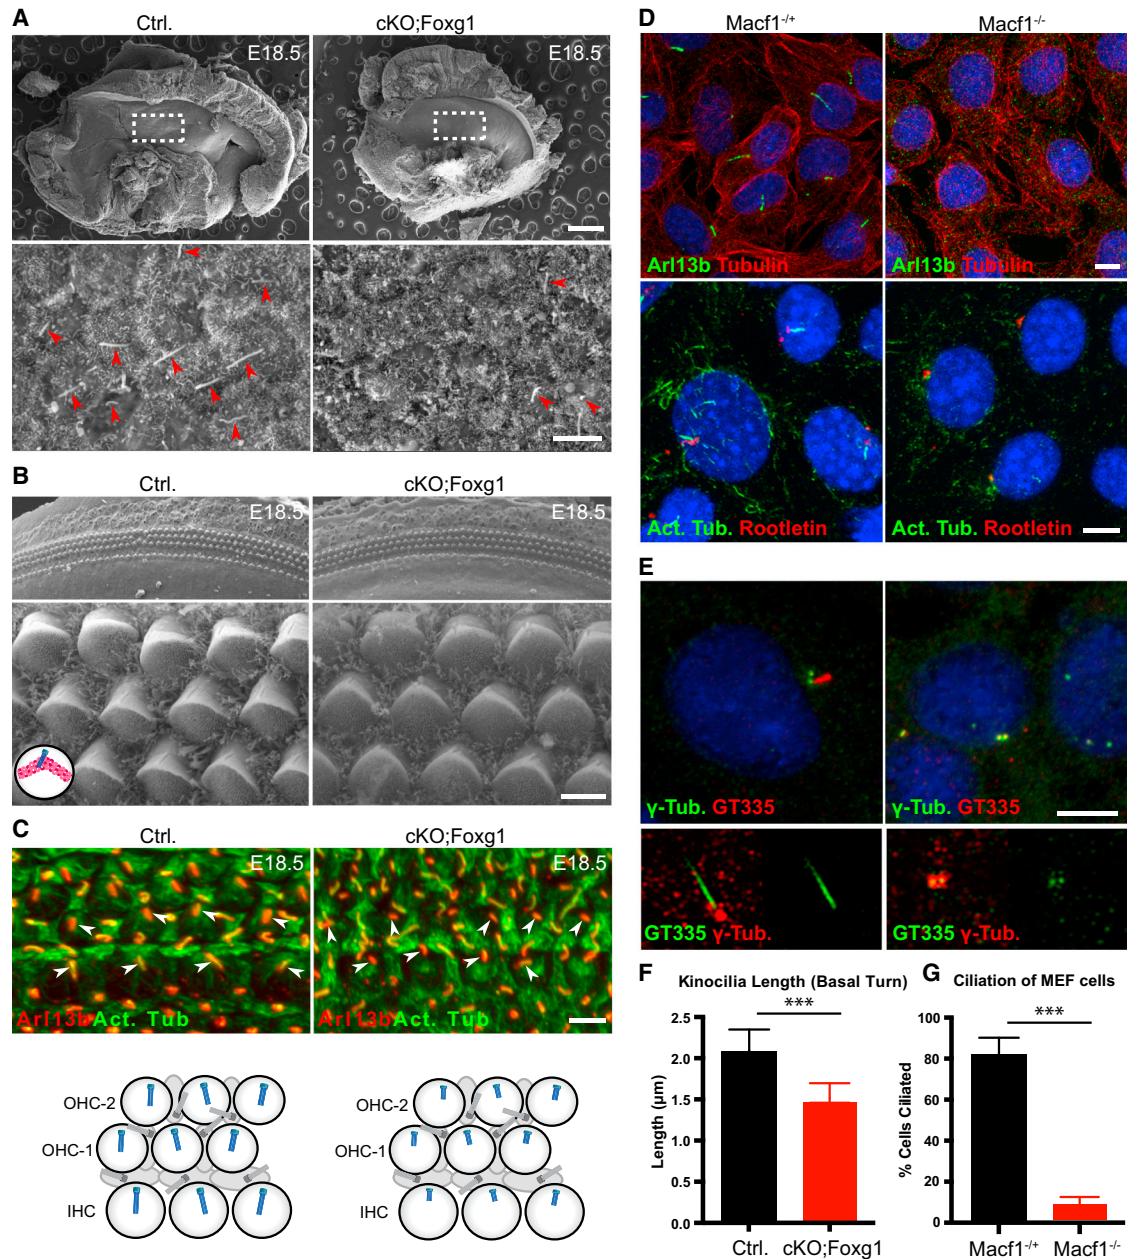 A
Ctrl.
cKO;Foxg1
E18.5
E18.5
B
Ctrl.
cKO;Foxg1
E18.5
E18.5
C
Ctrl.
cKO;Foxg1
E18.5
E18.5
Arl13bAct. Tub
Arl13bAct. Tub
OHC-2
OHC-1
IHC
OHC-2
OHC-1
IHC
D
Macf1-/+
Macf1-/-
Arl13b Tubulin
Arl13b Tubulin
Act. Tub. Rootletin
Act. Tub. Rootletin
E
γ-Tub. GT335
γ-Tub. GT335
GT335 γ-Tub.
GT335 γ-Tub.
F
Kinocilia Length (Basal Turn)
***
Length (μm)
2.5
2.0
1.5
1.0
0.5
0.0
Ctrl.
cKO;Foxg1
G
Ciliation of MEF cells
***
% Cells Ciliated
100
80
60
40
20
0
Macf1-/+
Macf1-/-